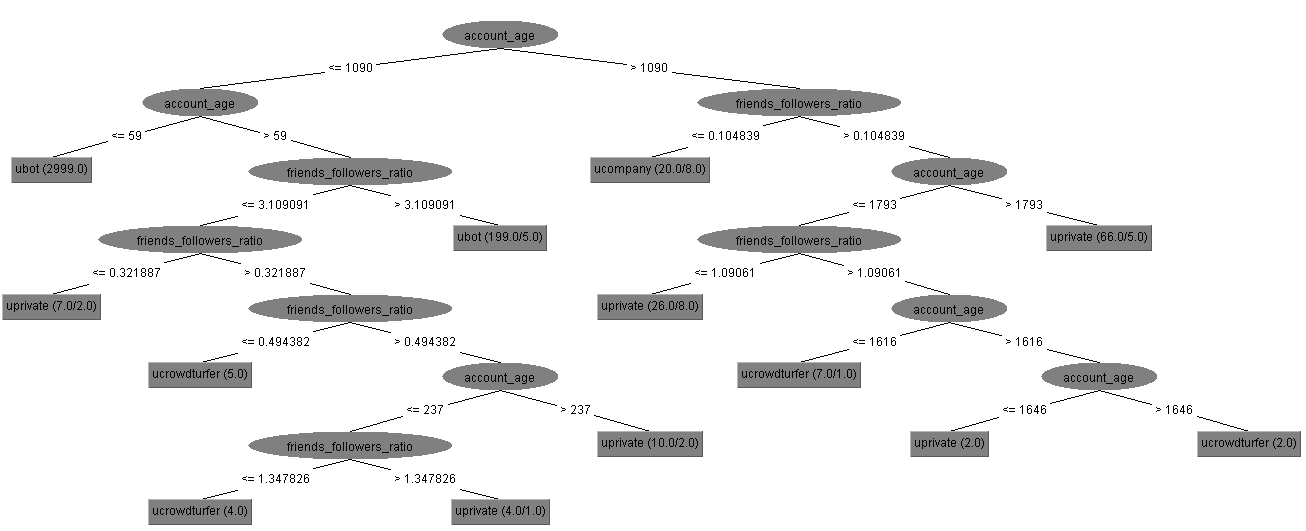 account_age
<= 1090
> 1090
account_age
friends_followers_ratio
<= 59
> 59
<= 0.104839
> 0.104839
ubot (2999.0)
friends_followers_ratio
ucompany (20.0/8.0)
account_age
<= 3.109091
> 3.109091
<= 1793
> 1793
friends_followers_ratio
ubot (199.0/5.0)
friends_followers_ratio
uprivate (66.0/5.0)
<= 0.321887
> 0.321887
<= 1.09061
> 1.09061
uprivate (7.0/2.0)
friends_followers_ratio
uprivate (26.0/8.0)
account_age
<= 0.494382
> 0.494382
<= 1616
> 1616
ucrowdturfer (5.0)
account_age
ucrowdturfer (7.0/1.0)
account_age
<= 237
> 237
<= 1646
> 1646
friends_followers_ratio
uprivate (10.0/2.0)
uprivate (2.0)
ucrowdturfer (2.0)
<= 1.347826
> 1.347826
ucrowdturfer (4.0)
uprivate (4.0/1.0)